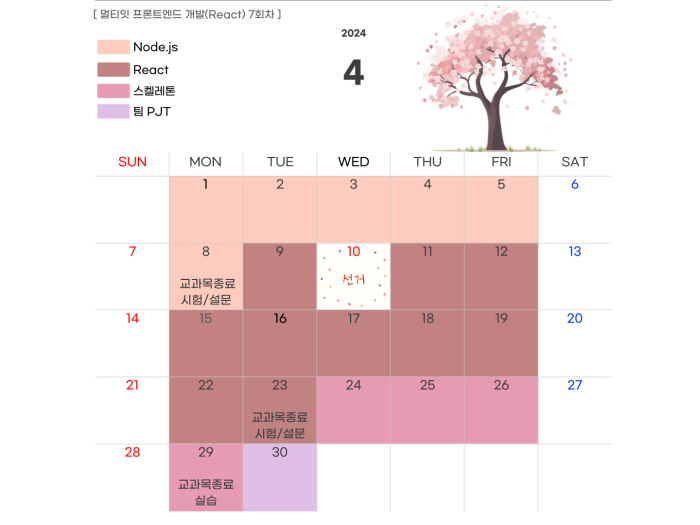 [ 멀티잇 프론트엔드 개발(React) 7회차 ]
2024
4
Node.js
React
스켈레톤
팀 PJT
SUN MON TUE WED THU FRI SAT
1 2 3 4 5 6
7 8 9 10 11 12 13
교과목종료
시험/설문
선거
14 15 16 17 18 19 20
21 22 23 24 25 26 27
교과목종료
시험/설문
28 29 30
교과목종료
실습